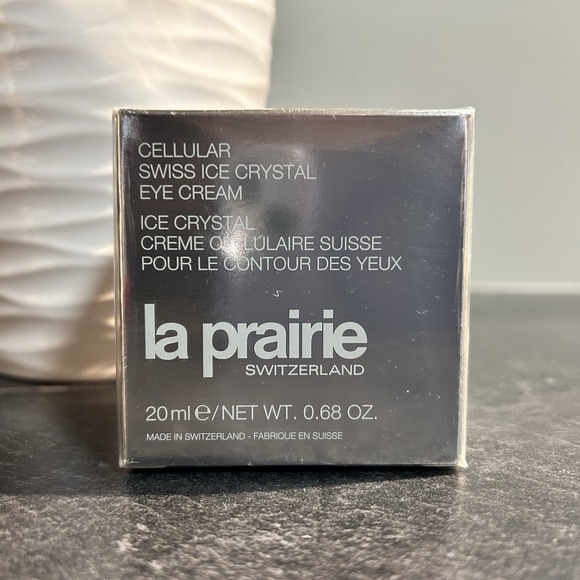 CELLULAR
SWISS ICE CRYSTAL
EYE CREAM
ICE CRYSTAL
CREME CELLULAIRE SUISSE
POUR LE CONTOUR DES YEUX
la prairie
SWITZERLAND
20 ml ℮/NET WT. 0.68 OZ.
MADE IN SWITZERLAND - FABRIQUE EN SUISSE